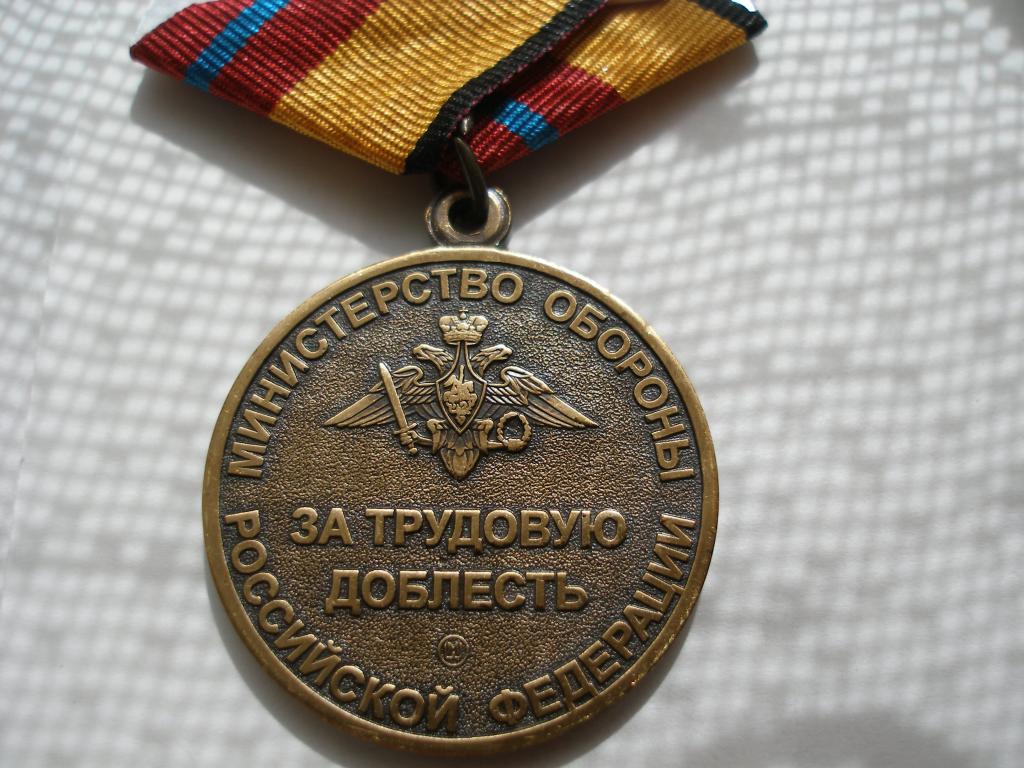 МИНИСТЕРСТВО ОБОРОНЫ
ЗА ТРУДОВУЮ
ДОБЛЕСТЬ
РОССИЙСКОЙ ФЕДЕРАЦИИ